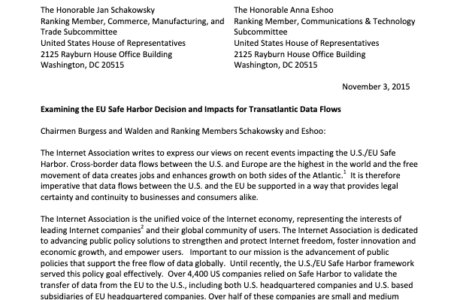 The Honorable Jan Schakowsky The Honorable Anna Eshoo
Ranking Member, Commerce, Manufacturing, and Ranking Member, Communications & Technology
Trade Subcommittee Subcommittee
United States House of Representatives United States House of Representatives
2125 Rayburn House Office Building 2125 Rayburn House Office Building
Washington, DC 20515 Washington, DC 20515
November 3, 2015
Examining the EU Safe Harbor Decision and Impacts for Transatlantic Data Flows
Chairmen Burgess and Walden and Ranking Members Schakowsky and Eshoo:
The Internet Association writes to express our views on recent events impacting the U.S./EU Safe
Harbor. Cross-border data flows between the U.S. and Europe are the highest in the world and the free
movement of data creates jobs and enhances growth on both sides of the Atlantic.1 It is therefore
imperative that data flows between the U.S. and the EU be supported in a way that provides legal
certainty and continuity to businesses and consumers alike.
The Internet Association is the unified voice of the Internet economy, representing the interests of
leading Internet companies2 and their global community of users. The Internet Association is dedicated
to advancing public policy solutions to strengthen and protect Internet freedom, foster innovation and
economic growth, and empower users. Important to our mission is the advancement of public
policies that support the free flow of data globally. Until recently, the U.S./EU Safe Harbor framework
served this policy goal effectively. Over 4,400 US companies relied on Safe Harbor to validate the
transfer of data from the EU to the U.S., including both U.S. headquartered companies and U.S. based
subsidiaries of EU headquartered companies. Over half of these companies are small and medium